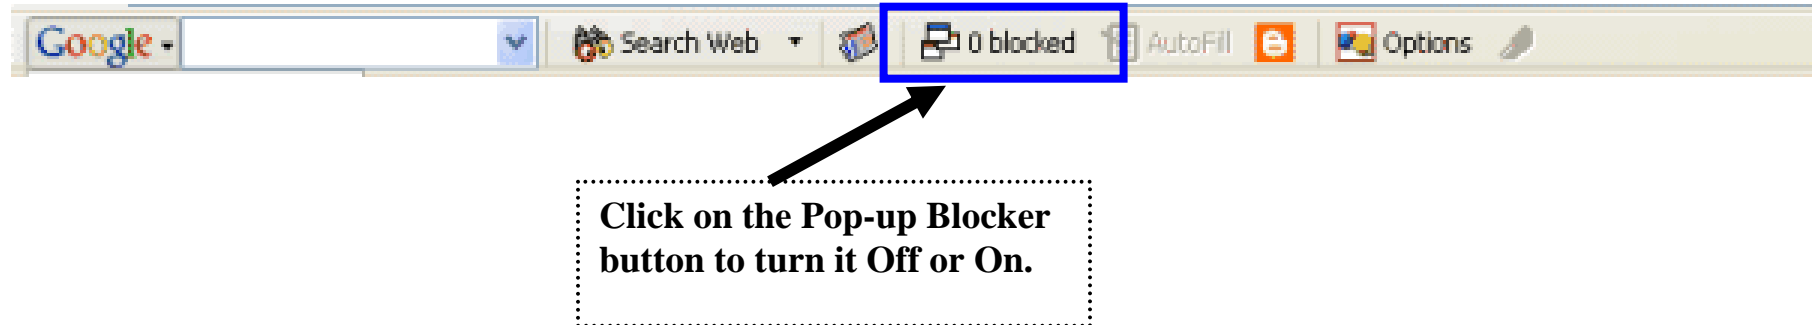 Google Search Web 0 blocked AutoFill Options
Click on the Pop-up Blocker
button to turn it Off or On.